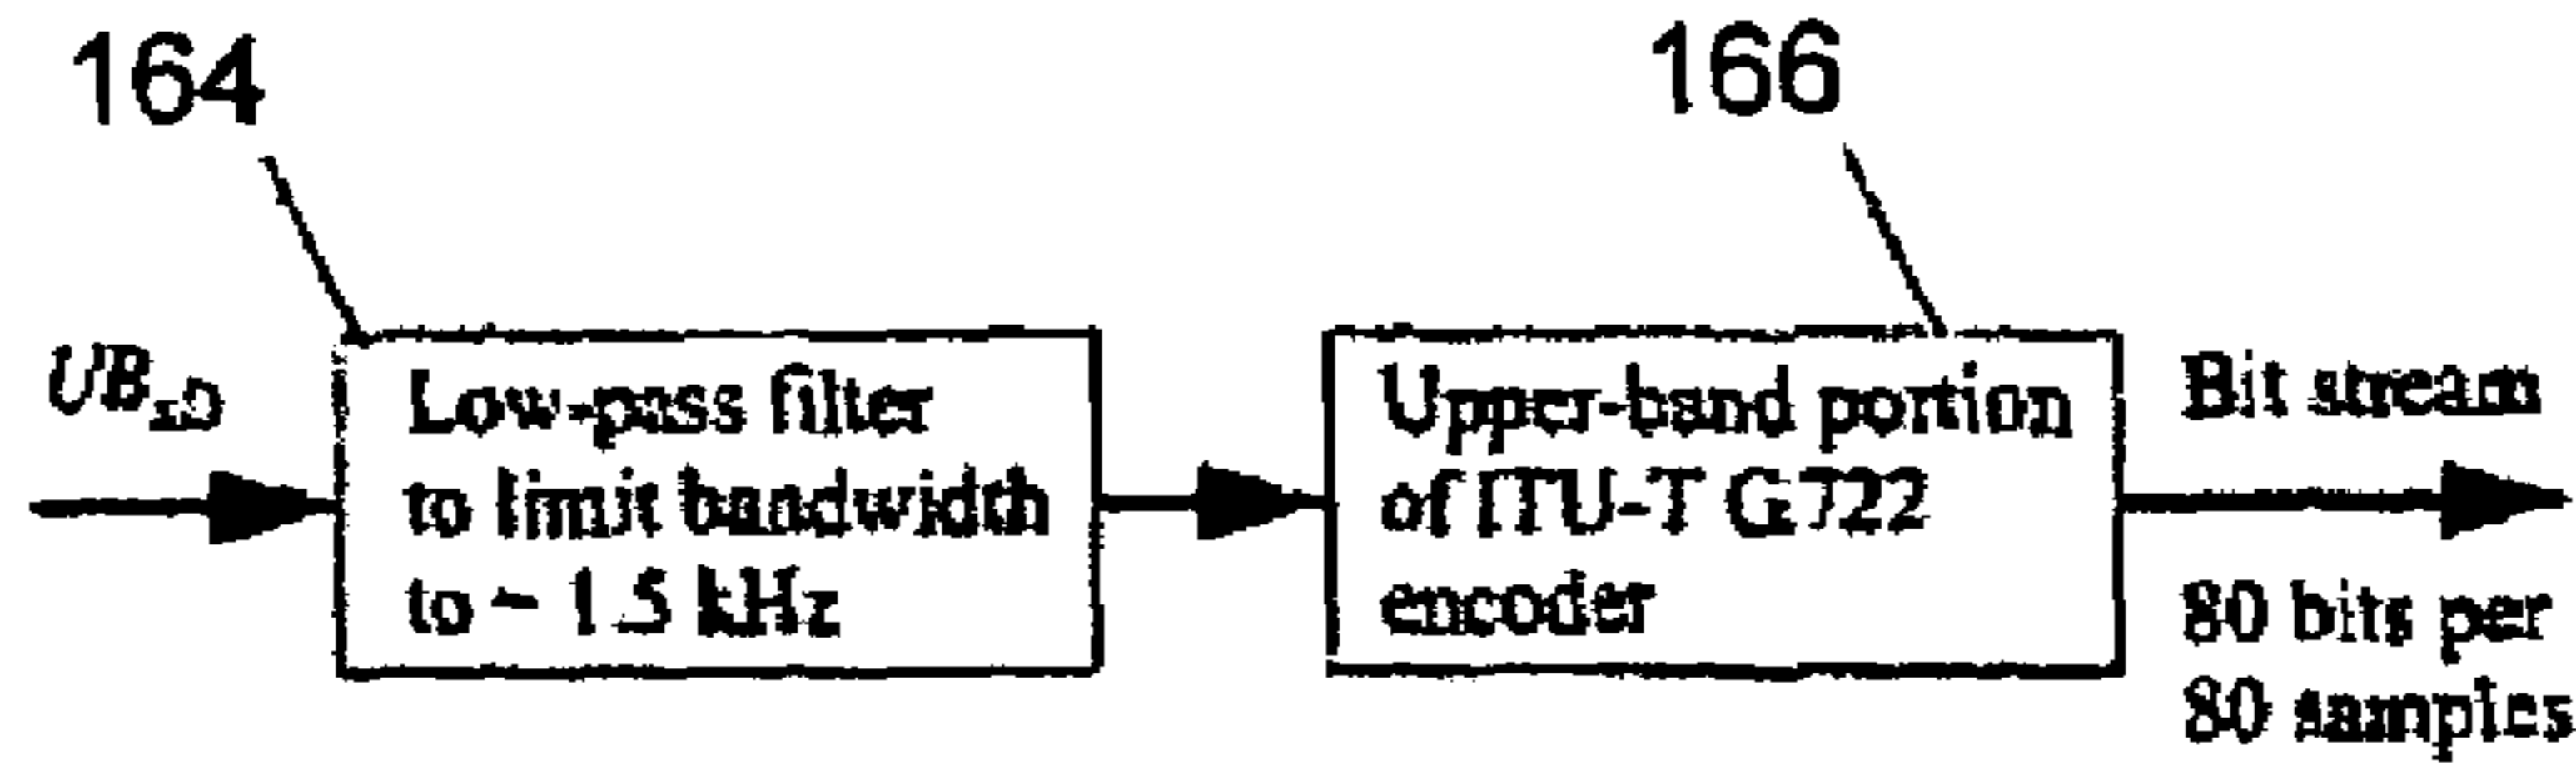 164
166
UB
Low-pass filter
to limit bandwidth
to ~ 1.5 kHz
Upper-band portion
of ITU-T G.722
encoder
Bit stream
80 bits per
80 samples